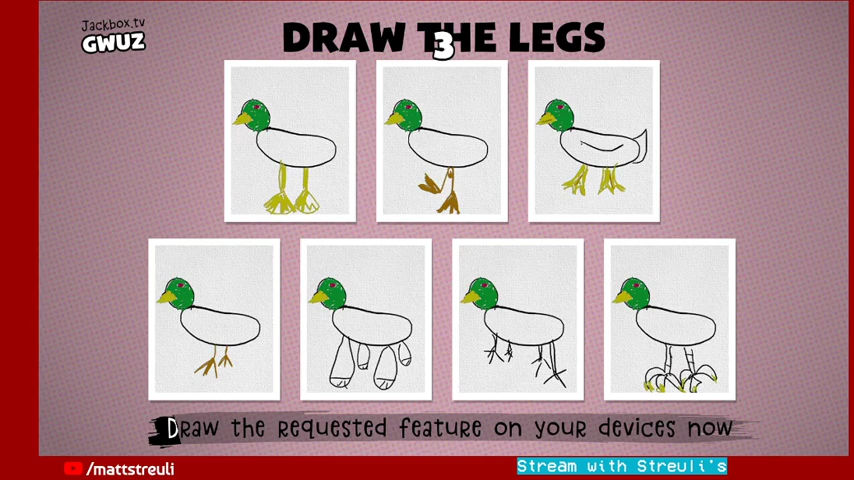 Jackbox.tv
GWUZ
DRAW THE LEGS
3
Draw the requested feature on your devices now
/mattstreuli
Stream with Streuli's